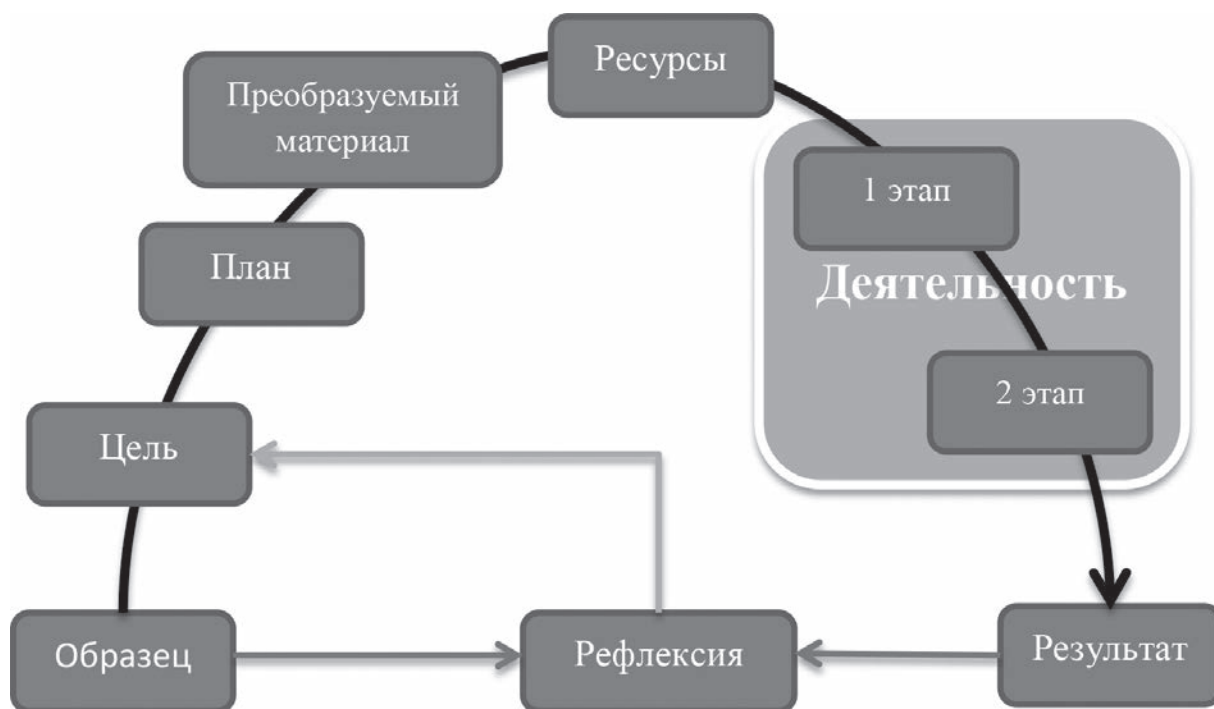 Ресурсы
Преобразуемый
материал
1 этап
План
Деятельность
2 этап
Цель
Образец
Рефлексия
Результат